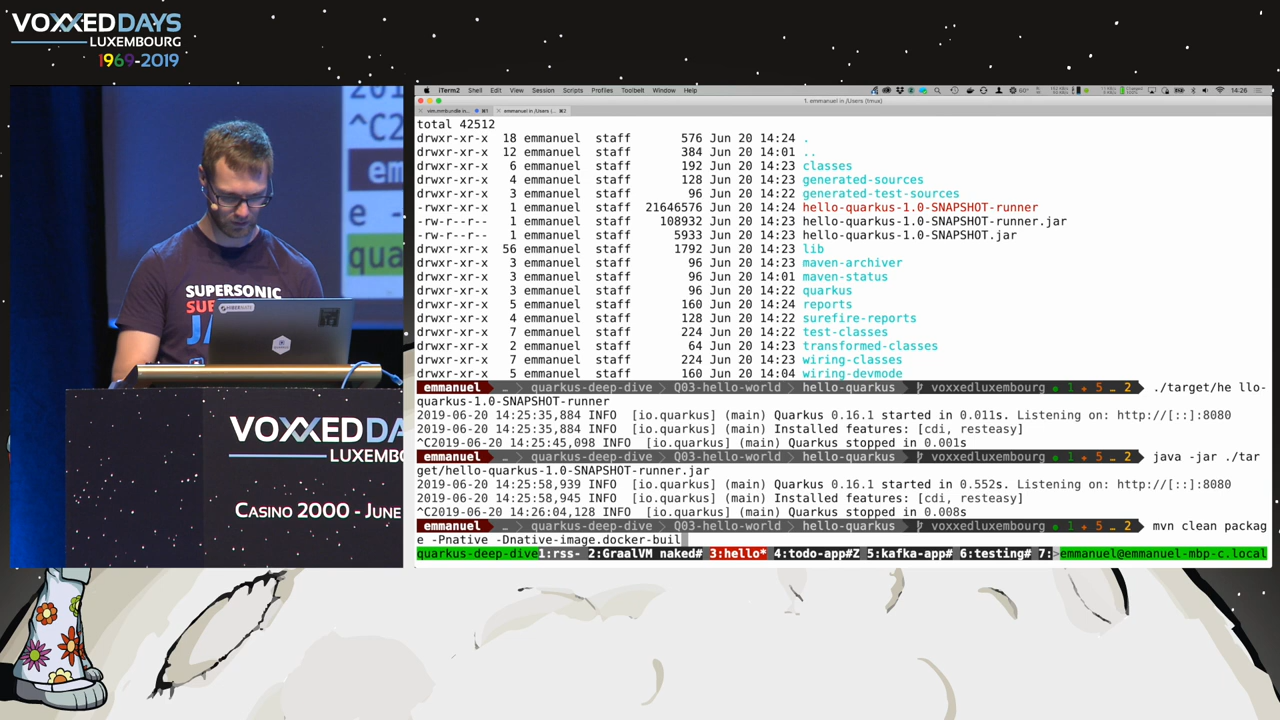 VOXXED DAYS
LUXEMBOURG
1969-2019
201
^C2
em
e -
qua
SUPERSONIC
SU
JA
HIBERNATE
VOXXED DA
LUXEMBO
CASINO 2000 - JUNE
iTerm2 Shell Edit View Session Scripts Profiles Toolbelt Window Help 14:26
1. emmanuel in /Users (tmux)
emmanuel in /Users (...
total 42512
drwxr-xr-x 18 emmanuel staff 576 Jun 20 14:24 .
drwxr-xr-x 12 emmanuel staff 384 Jun 20 14:01 ..
drwxr-xr-x 6 emmanuel staff 192 Jun 20 14:23 classes
drwxr-xr-x 4 emmanuel staff 128 Jun 20 14:23 generated-sources
drwxr-xr-x 3 emmanuel staff 96 Jun 20 14:22 generated-test-sources
-rwxr-xr-x 1 emmanuel staff 21646576 Jun 20 14:24 hello-quarkus-1.0-SNAPSHOT-runner
-rw-r--r-- 1 emmanuel staff 108932 Jun 20 14:23 hello-quarkus-1.0-SNAPSHOT-runner.jar
-rw-r--r-- 1 emmanuel staff 5933 Jun 20 14:23 hello-quarkus-1.0-SNAPSHOT.jar
drwxr-xr-x 56 emmanuel staff 1792 Jun 20 14:23 lib
drwxr-xr-x 3 emmanuel staff 96 Jun 20 14:23 maven-archiver
drwxr-xr-x 3 emmanuel staff 96 Jun 20 14:01 maven-status
drwxr-xr-x 3 emmanuel staff 96 Jun 20 14:22 quarkus
drwxr-xr-x 5 emmanuel staff 160 Jun 20 14:24 reports
drwxr-xr-x 4 emmanuel staff 128 Jun 20 14:23 surefire-reports
drwxr-xr-x 7 emmanuel staff 224 Jun 20 14:22 test-classes
drwxr-xr-x 2 emmanuel staff 64 Jun 20 14:23 transformed-classes
drwxr-xr-x 7 emmanuel staff 224 Jun 20 14:23 wiring-classes
drwxr-xr-x 5 emmanuel staff 160 Jun 20 14:04 wiring-devmode
emmanuel … quarkus-deep-dive Q03-hello-world hello-quarkus voxxedluxembourg ● 1 + 5 … 2 ./target/he llo-
quarkus-1.0-SNAPSHOT-runner
2019-06-20 14:25:35,884 INFO [io.quarkus] (main) Quarkus 0.16.1 started in 0.011s. Listening on: http://[::]:8080
2019-06-20 14:25:35,884 INFO [io.quarkus] (main) Installed features: [cdi, resteasy]
^C2019-06-20 14:25:45,098 INFO [io.quarkus] (main) Quarkus stopped in 0.001s
emmanuel … quarkus-deep-dive Q03-hello-world hello-quarkus voxxedluxembourg ● 1 + 5 … 2 java -jar ./tar
get/hello-quarkus-1.0-SNAPSHOT-runner.jar
2019-06-20 14:25:58,939 INFO [io.quarkus] (main) Quarkus 0.16.1 started in 0.552s. Listening on: http://[::]:8080
2019-06-20 14:25:58,945 INFO [io.quarkus] (main) Installed features: [cdi, resteasy]
^C2019-06-20 14:26:04,128 INFO [io.quarkus] (main) Quarkus stopped in 0.008s
emmanuel … quarkus-deep-dive Q03-hello-world hello-quarkus voxxedluxembourg ● 1 + 5 … 2 mvn clean packag
e -Pnative -Dnative-image.docker-buil
quarkus-deep-dive1:rss- 2:GraalVM naked# 3:hello* 4:todo-app#Z 5:kafka-app# 6:testing# 7:>emmanuel@emmanuel-mbp-c.local